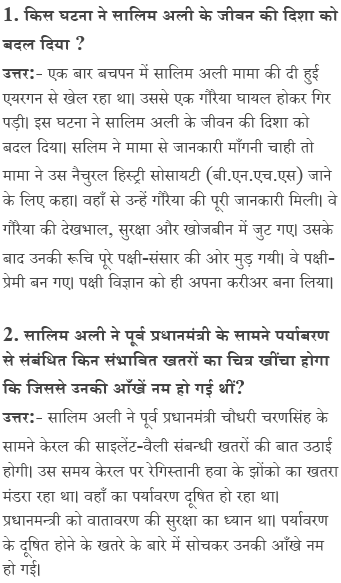 1. किस घटना ने सालिम अली के जीवन की दिशा को
बदल दिया ?
उत्तर:- एक बार बचपन में सालिम अली मामा की दी हुई
एयरगन से खेल रहा था। उससे एक गौरैया घायल होकर गिर
पड़ी। इस घटना ने सालिम अली के जीवन की दिशा को
बदल दिया। सलिम ने मामा से जानकारी माँगनी चाही तो
मामा ने उस नैचुरल हिस्ट्री सोसायटी (बी.एन.एच.एस) जाने
के लिए कहा। वहाँ से उन्हें गौरैया की पूरी जानकारी मिली। वे
गौरैया की देखभाल, सुरक्षा और खोजबीन में जुट गए। उसके
बाद उनकी रूचि पूरे पक्षी-संसार की ओर मुड़ गयी। वे पक्षी-
प्रेमी बन गए। पक्षी विज्ञान को ही अपना करीअर बना लिया।
2. सालिम अली ने पूर्व प्रधानमंत्री के सामने पर्याबरण
से संबंधित किन संभावित खतरों का चित्र खींचा होगा
कि जिससे उनकी आँखें नम हो गई थीं?
उत्तर:- सालिम अली ने पूर्व प्रधानमंत्री चौधरी चरणसिंह के
सामने केरल की साइलेंट-वैली संबन्धी खतरों की बात उठाई
होगी। उस समय केरल पर रेगिस्तानी हवा के झोंको का खतरा
मंडरा रहा था। वहाँ का पर्यावरण दूषित हो रहा था।
प्रधानमन्त्री को वातावरण की सुरक्षा का ध्यान था। पर्यावरण
के दूषित होने के खतरे के बारे में सोचकर उनकी आँखे नम
हो गई।